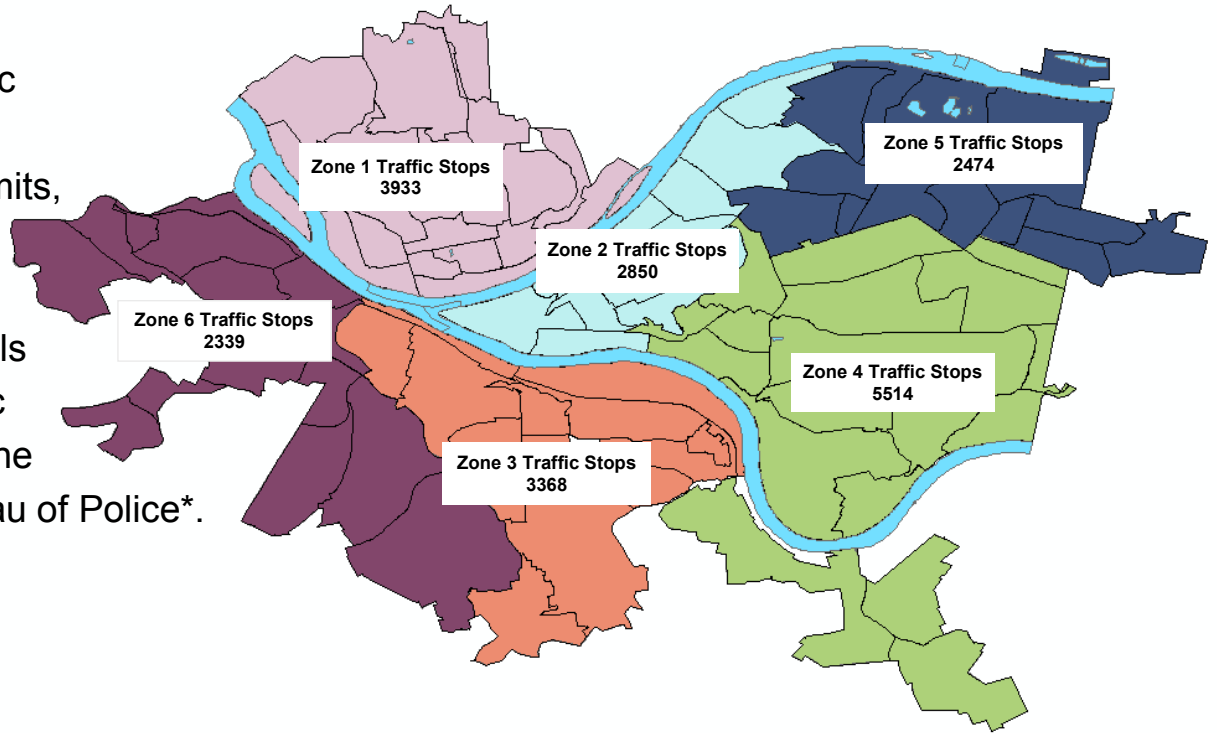 c
mits,
ls
c
ne
au of Police*.
Zone 1 Traffic Stops
3933
Zone 2 Traffic Stops
2850
Zone 5 Traffic Stops
2474
Zone 6 Traffic Stops
2339
Zone 4 Traffic Stops
5514
Zone 3 Traffic Stops
3368